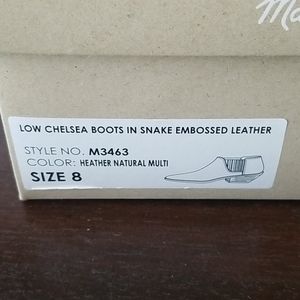 LOW CHELSEA BOOTS IN SNAKE EMBOSSED LEATHER
STYLE NO. M3463
COLOR: HEATHER NATURAL MULTI
SIZE 8